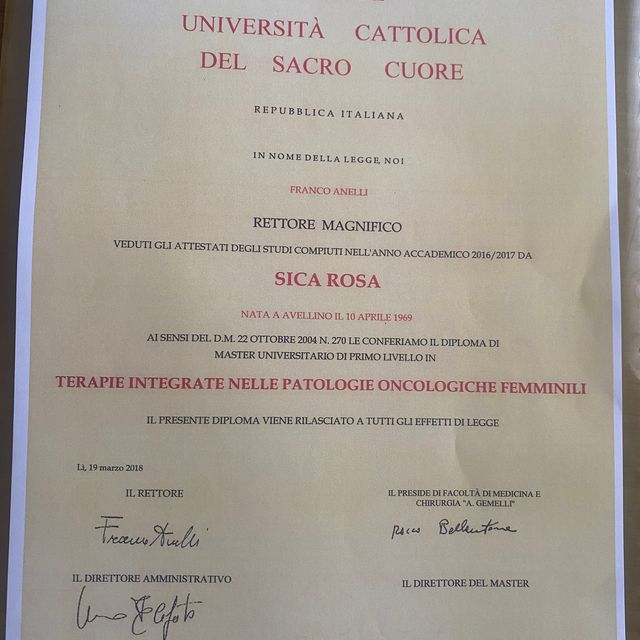 UNIVERSITÀ CATTOLICA
DEL SACRO CUORE
REPUBBLICA ITALIANA
IN NOME DELLA LEGGE, NOI
FRANCO ANELLI
RETTORE MAGNIFICO
VEDUTI GLI ATTESTATI DEGLI STUDI COMPIUTI NELL'ANNO ACCADEMICO 2016/2017 DA
SICA ROSA
NATA A AVELLINO IL 10 APRILE 1969
AI SENSI DEL D.M. 22 OTTOBRE 2004 N. 270 LE CONFERIAMO IL DIPLOMA DI
MASTER UNIVERSITARIO DI PRIMO LIVELLO IN
TERAPIE INTEGRATE NELLE PATOLOGIE ONCOLOGICHE FEMMINILI
IL PRESENTE DIPLOMA VIENE RILASCIATO A TUTTI GLI EFFETTI DI LEGGE
Lì, 19 marzo 2018
IL RETTORE
Franco Anelli
IL PRESIDE DI FACOLTÀ DI MEDICINA E
CHIRURGIA "A. GEMELLI"
Rocco Bellantone
IL DIRETTORE AMMINISTRATIVO
IL DIRETTORE DEL MASTER